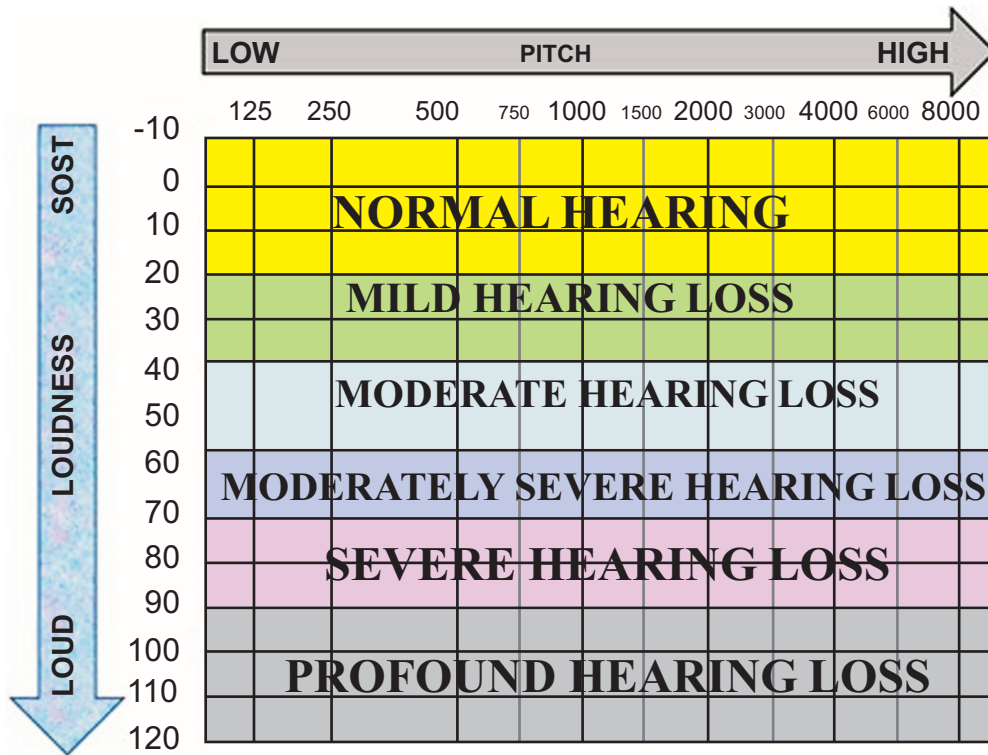 LOW PITCH HIGH
125 250 500 750 1000 1500 2000 3000 4000 6000 8000
-10
0
10
20
30
40
50
60
70
80
90
100
110
120
SOST
LOUDNESS
LOUD
NORMAL HEARING
MILD HEARING LOSS
MODERATE HEARING LOSS
MODERATELY SEVERE HEARING LOSS
SEVERE HEARING LOSS
PROFOUND HEARING LOSS